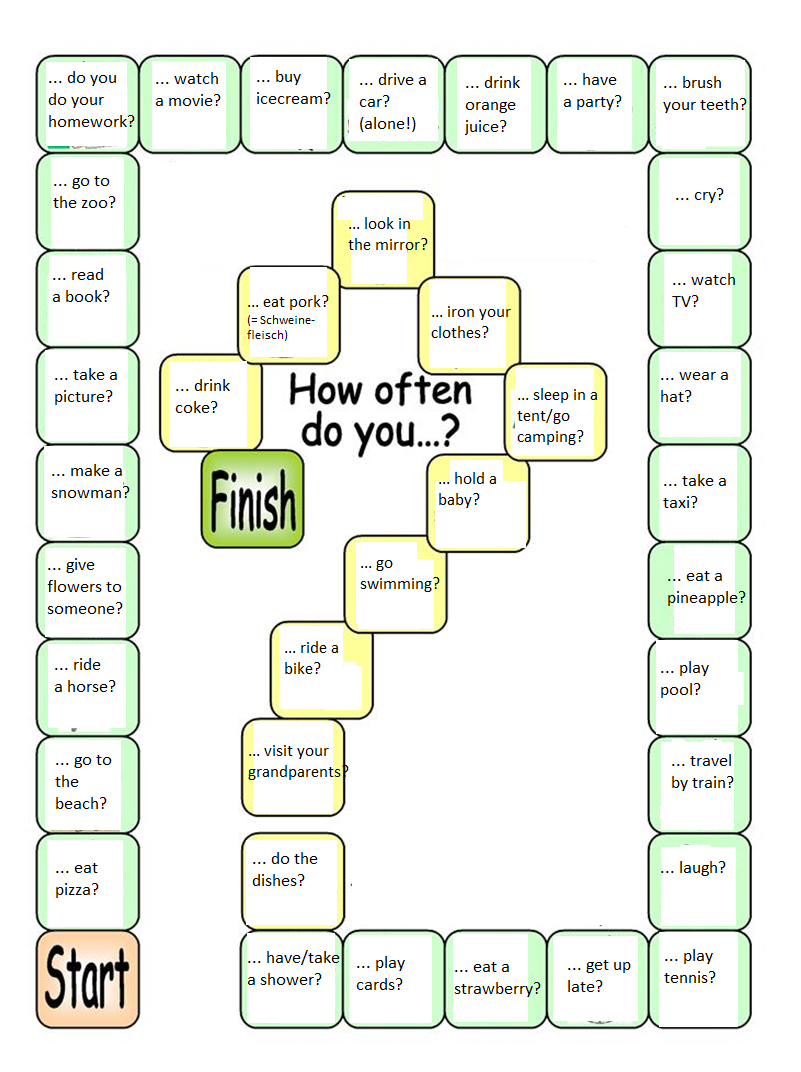 ... do you
do your
homework?
... watch
a movie?
... buy
icecream?
... drive a
car?
(alone!)
... drink
orange
juice?
... have
a party?
... brush
your teeth?
... go to
the zoo?
... cry?
... look in
the mirror?
... read
a book?
... eat pork?
(= Schweine-
fleisch)
... iron your
clothes?
... watch
TV?
... take a
picture?
... drink
coke?
How often
do you...?
... sleep in a
tent/go
camping?
... wear a
hat?
... make a
snowman?
Finish
... hold a
baby?
... take a
taxi?
... give
flowers to
someone?
... go
swimming?
... eat a
pineapple?
... ride
a horse?
... ride a
bike?
... play
pool?
... go to
the
beach?
... visit your
grandparents?
... travel
by train?
... eat
pizza?
... do the
dishes?
... laugh?
Start
... have/take
a shower?
... play
cards?
... eat a
strawberry?
... get up
late?
... play
tennis?